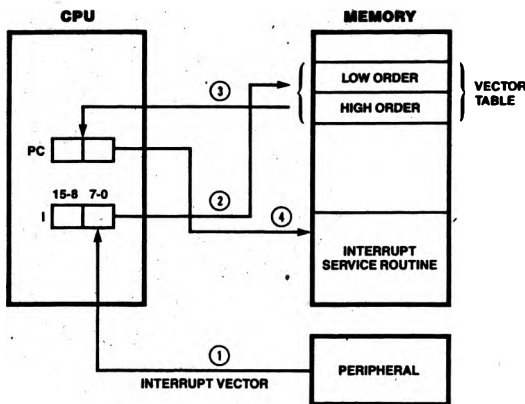 CPU
MEMORY
LOW ORDER
HIGH ORDER
VECTOR
TABLE
3
PC
15-8 7-0
I
2
4
INTERRUPT
SERVICE ROUTINE
1
INTERRUPT VECTOR
PERIPHERAL